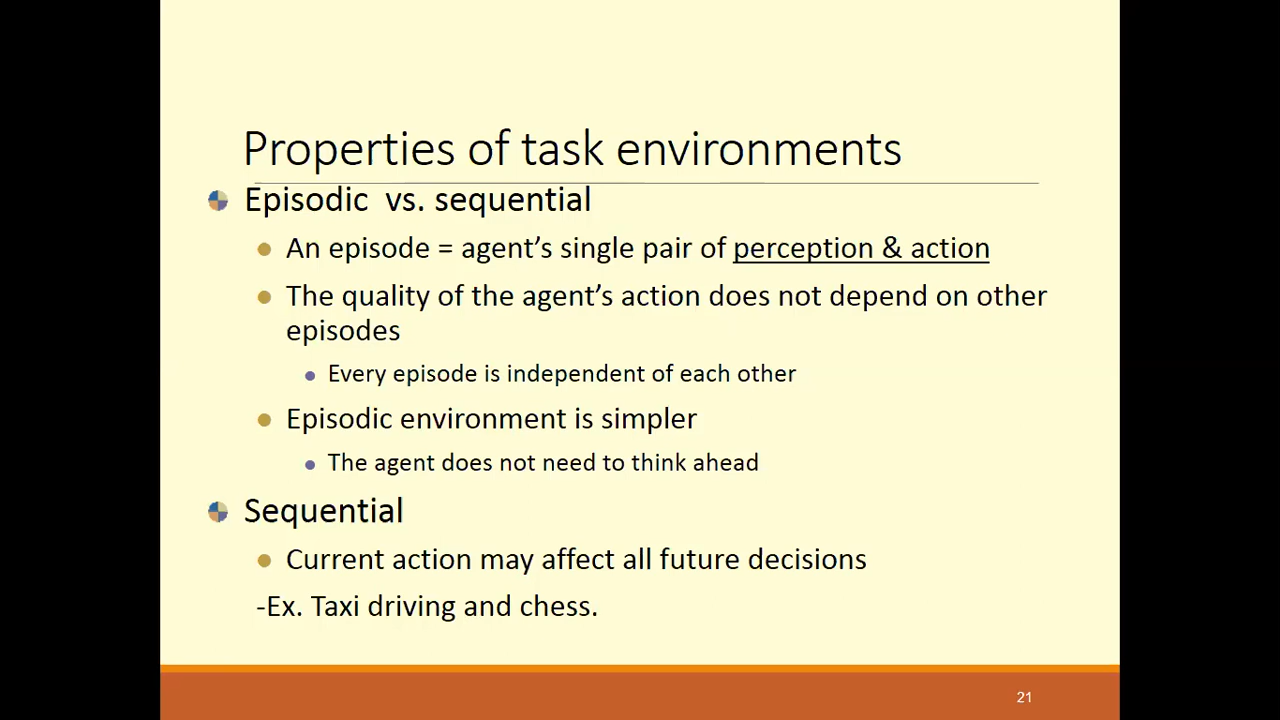 Properties of task environments
Episodic  vs. sequential
An episode = agent’s single pair of perception & action
The quality of the agent’s action does not depend on other
episodes
Every episode is independent of each other
Episodic environment is simpler
The agent does not need to think ahead
Sequential
Current action may affect all future decisions
-Ex. Taxi driving and chess.
21